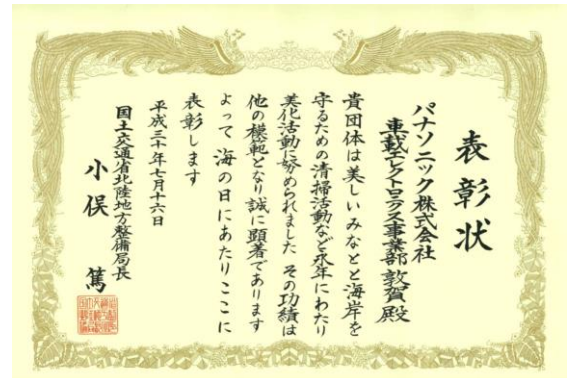 表彰状
パナソニック株式会社
車載エレクトロニクス事業部 敦賀 殿
貴団体は美しいみなとと海岸を
守るための清掃活動など永年にわたり
美化活動に努められました その功績は
他の模範となり誠に顕著であります
よって 海の日にあたりここに
表彰します
平成三十年七月十六日
国土交通省北陸地方整備局長
小俣 篤